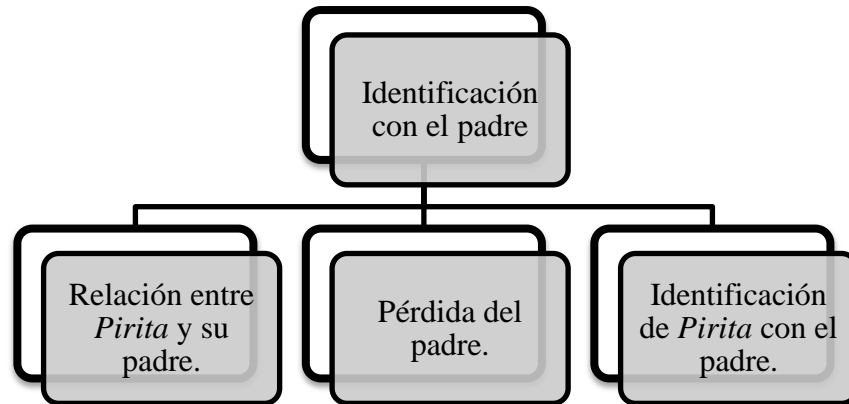 Identificación
con el padre
Relación entre
Pirita y su
padre.
Pérdida del
padre.
Identificación
de Pirita con el
padre.